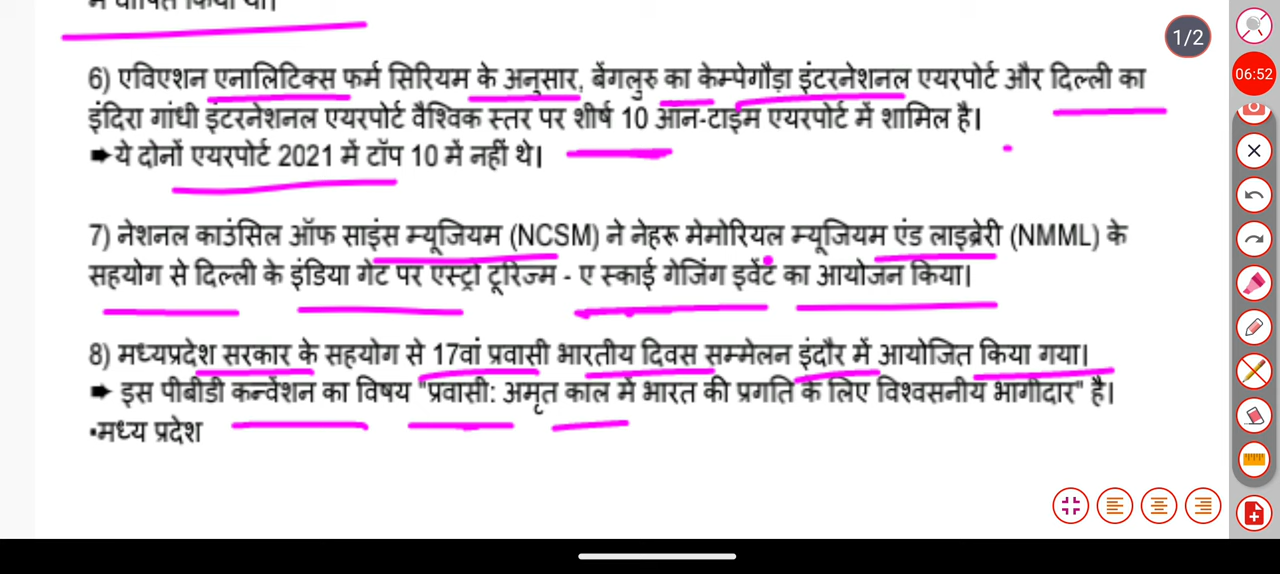 1/2
06:52
6) एविएशन एनालिटिक्स फर्म सिरियम के अनुसार, बेंगलुरु का केम्पेगौड़ा इंटरनेशनल एयरपोर्ट और दिल्ली का
इंदिरा गांधी इंटरनेशनल एयरपोर्ट वैश्विक स्तर पर शीर्ष 10 ऑन-टाइम एयरपोर्ट में शामिल है।
➨ये दोनों एयरपोर्ट 2021 में टॉप 10 में नहीं थे।
7) नेशनल काउंसिल ऑफ साइंस म्यूजियम (NCSM) ने नेहरू मेमोरियल म्यूजियम एंड लाइब्रेरी (NMML) के
सहयोग से दिल्ली के इंडिया गेट पर एस्ट्रो टूरिज्म - ए स्काई गेजिंग इवेंट का आयोजन किया।
8) मध्यप्रदेश सरकार के सहयोग से 17वां प्रवासी भारतीय दिवस सम्मेलन इंदौर में आयोजित किया गया।
➨ इस पीबीडी कन्वेंशन का विषय "प्रवासी: अमृत काल में भारत की प्रगति के लिए विश्वसनीय भागीदार" है।
▪️मध्य प्रदेश